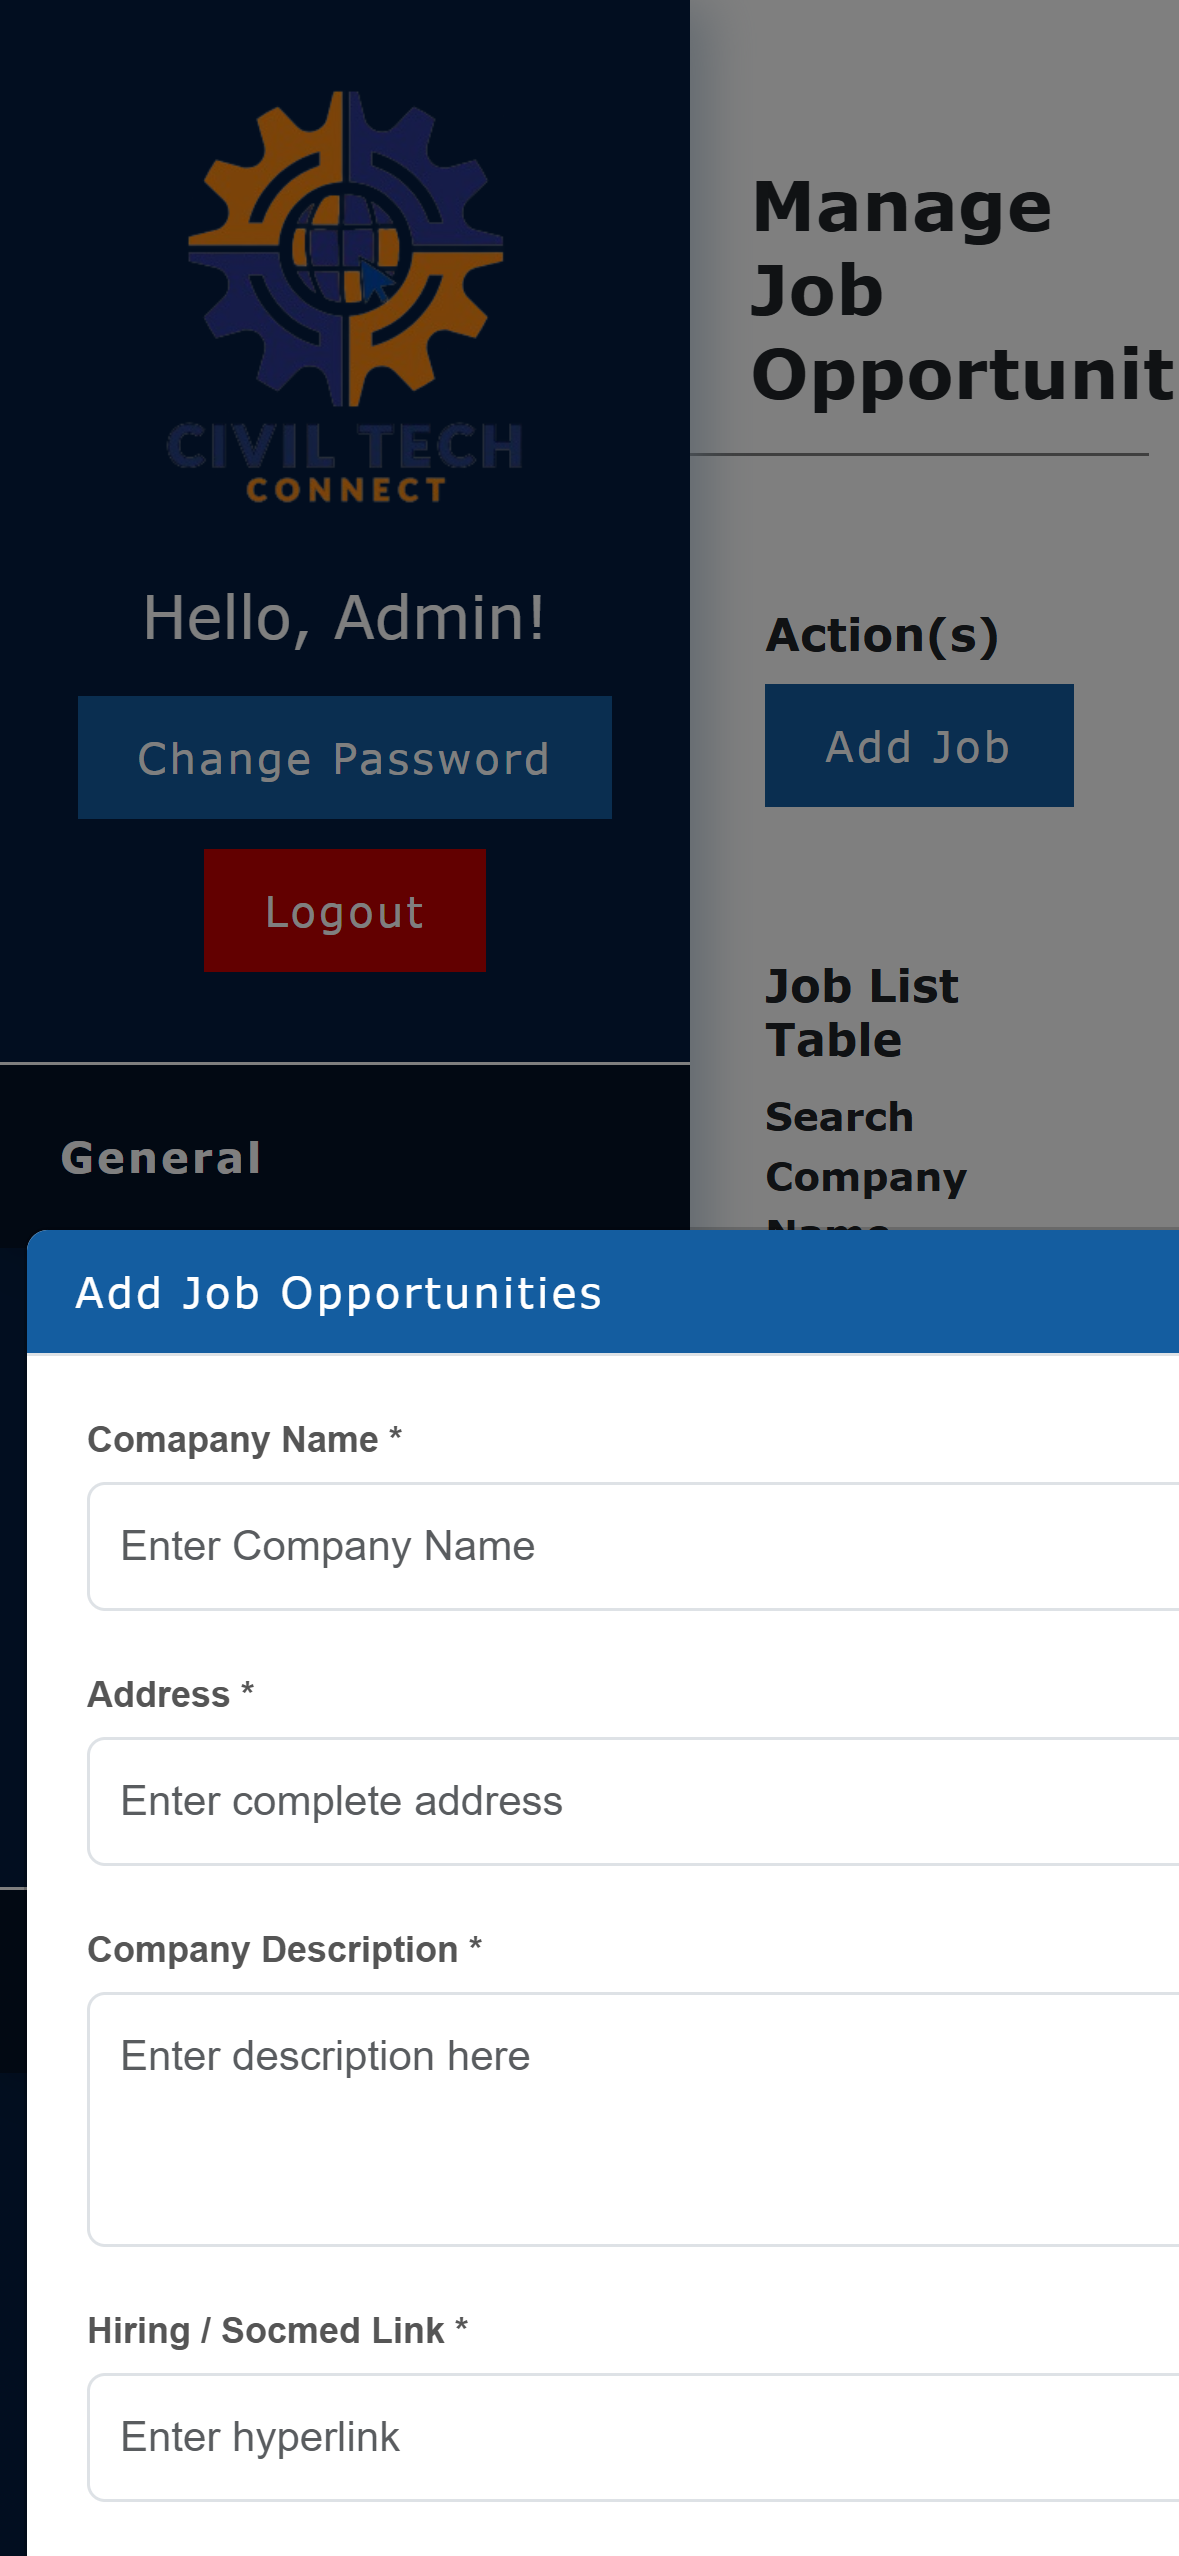 CIVIL TECH
CONNECT
Hello, Admin!
Change Password
Logout
General
Manage
Job
Opportunit
Action(s)
Add Job
Job List
Table
Search
Company
Name
Add Job Opportunities
Comapany Name *
Enter Company Name
Address *
Enter complete address
Company Description *
Enter description here
Hiring / Socmed Link *
Enter hyperlink